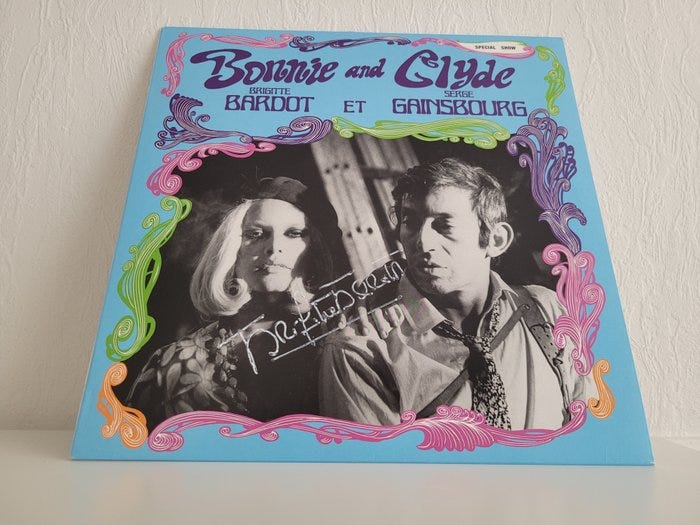 SPECIAL SHOW
Bonnie and Clyde
BRIGITTE SERGE
BARDOT ET GAINSBOURG